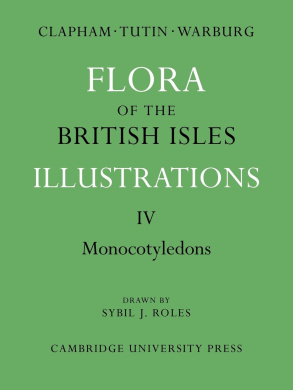 CLAPHAM · TUTIN · WARBURG
FLORA
OF THE
BRITISH ISLES
ILLUSTRATIONS
IV
Monocotyledons
DRAWN BY
SYBIL J. ROLES
CAMBRIDGE UNIVERSITY PRESS